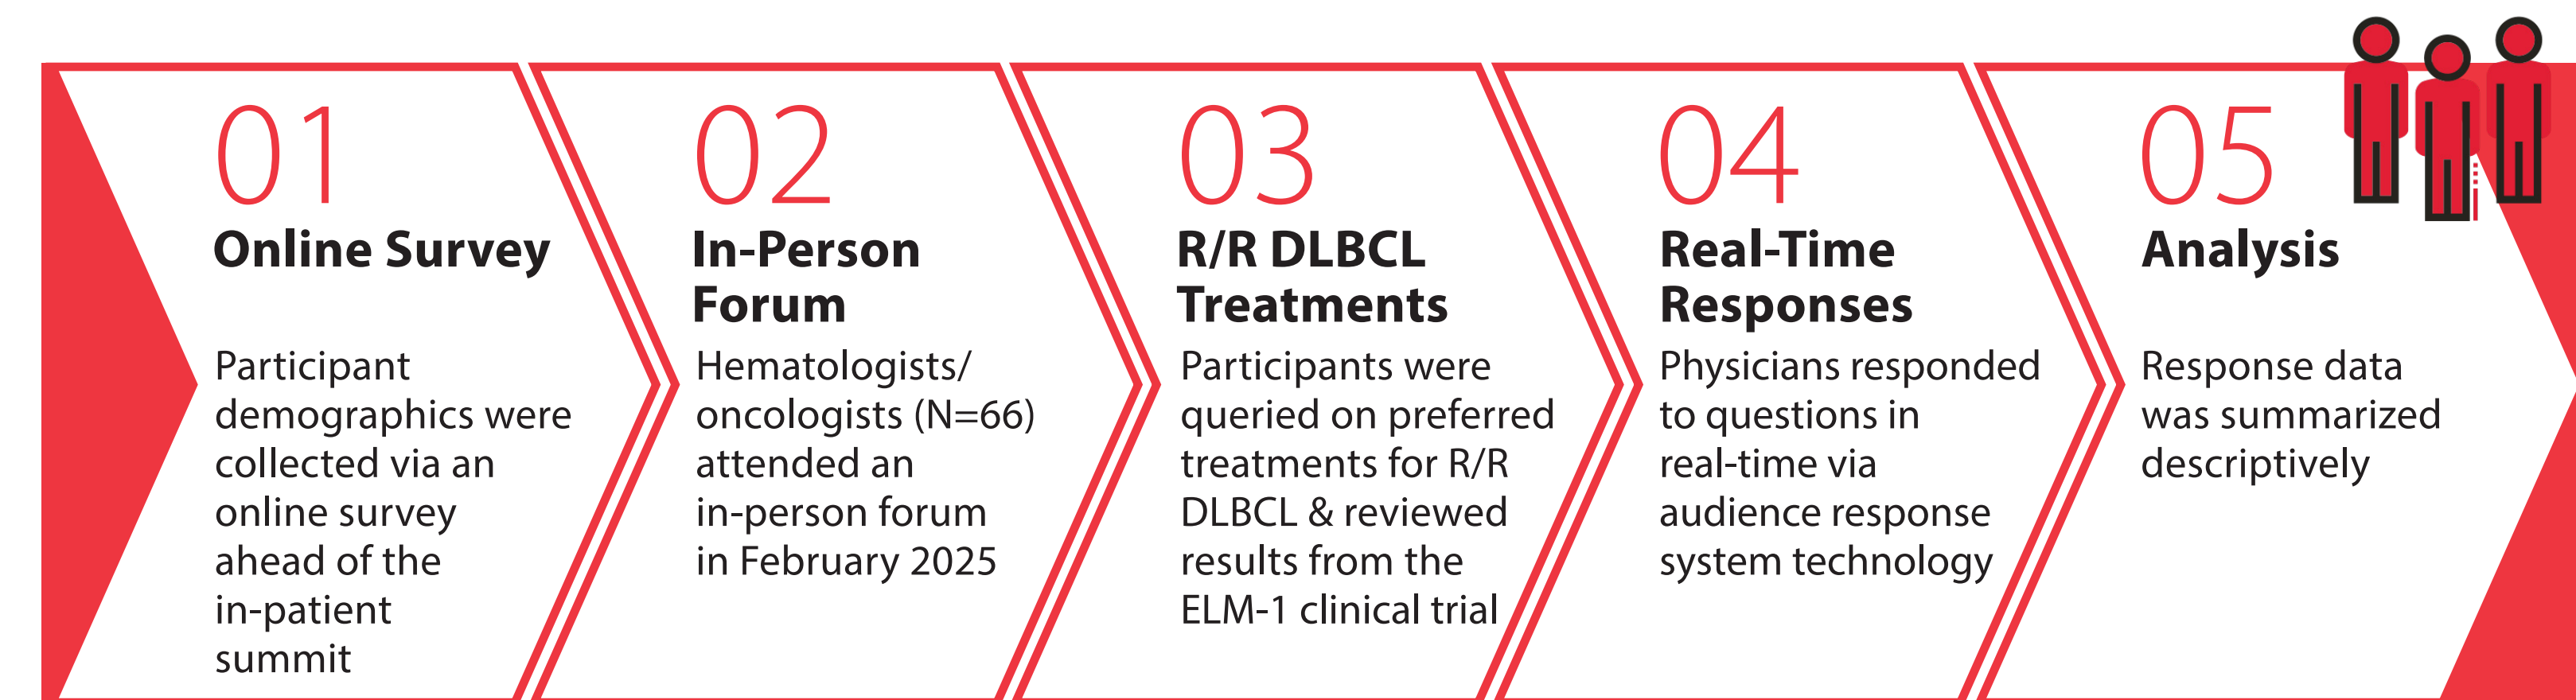 01
Online Survey
Participant
demographics were
collected via an
online survey
ahead of the
in-patient
summit
02
In-Person
Forum
Hematologists/
oncologists (N=66)
attended an
in-person forum
in February 2025
03
R/R DLBCL
Treatments
Participants were
queried on preferred
treatments for R/R
DLBCL & reviewed
results from the
ELM-1 clinical trial
04
Real-Time
Responses
Physicians responded
to questions in
real-time via
audience response
system technology
05
Analysis
Response data
was summarized
descriptively